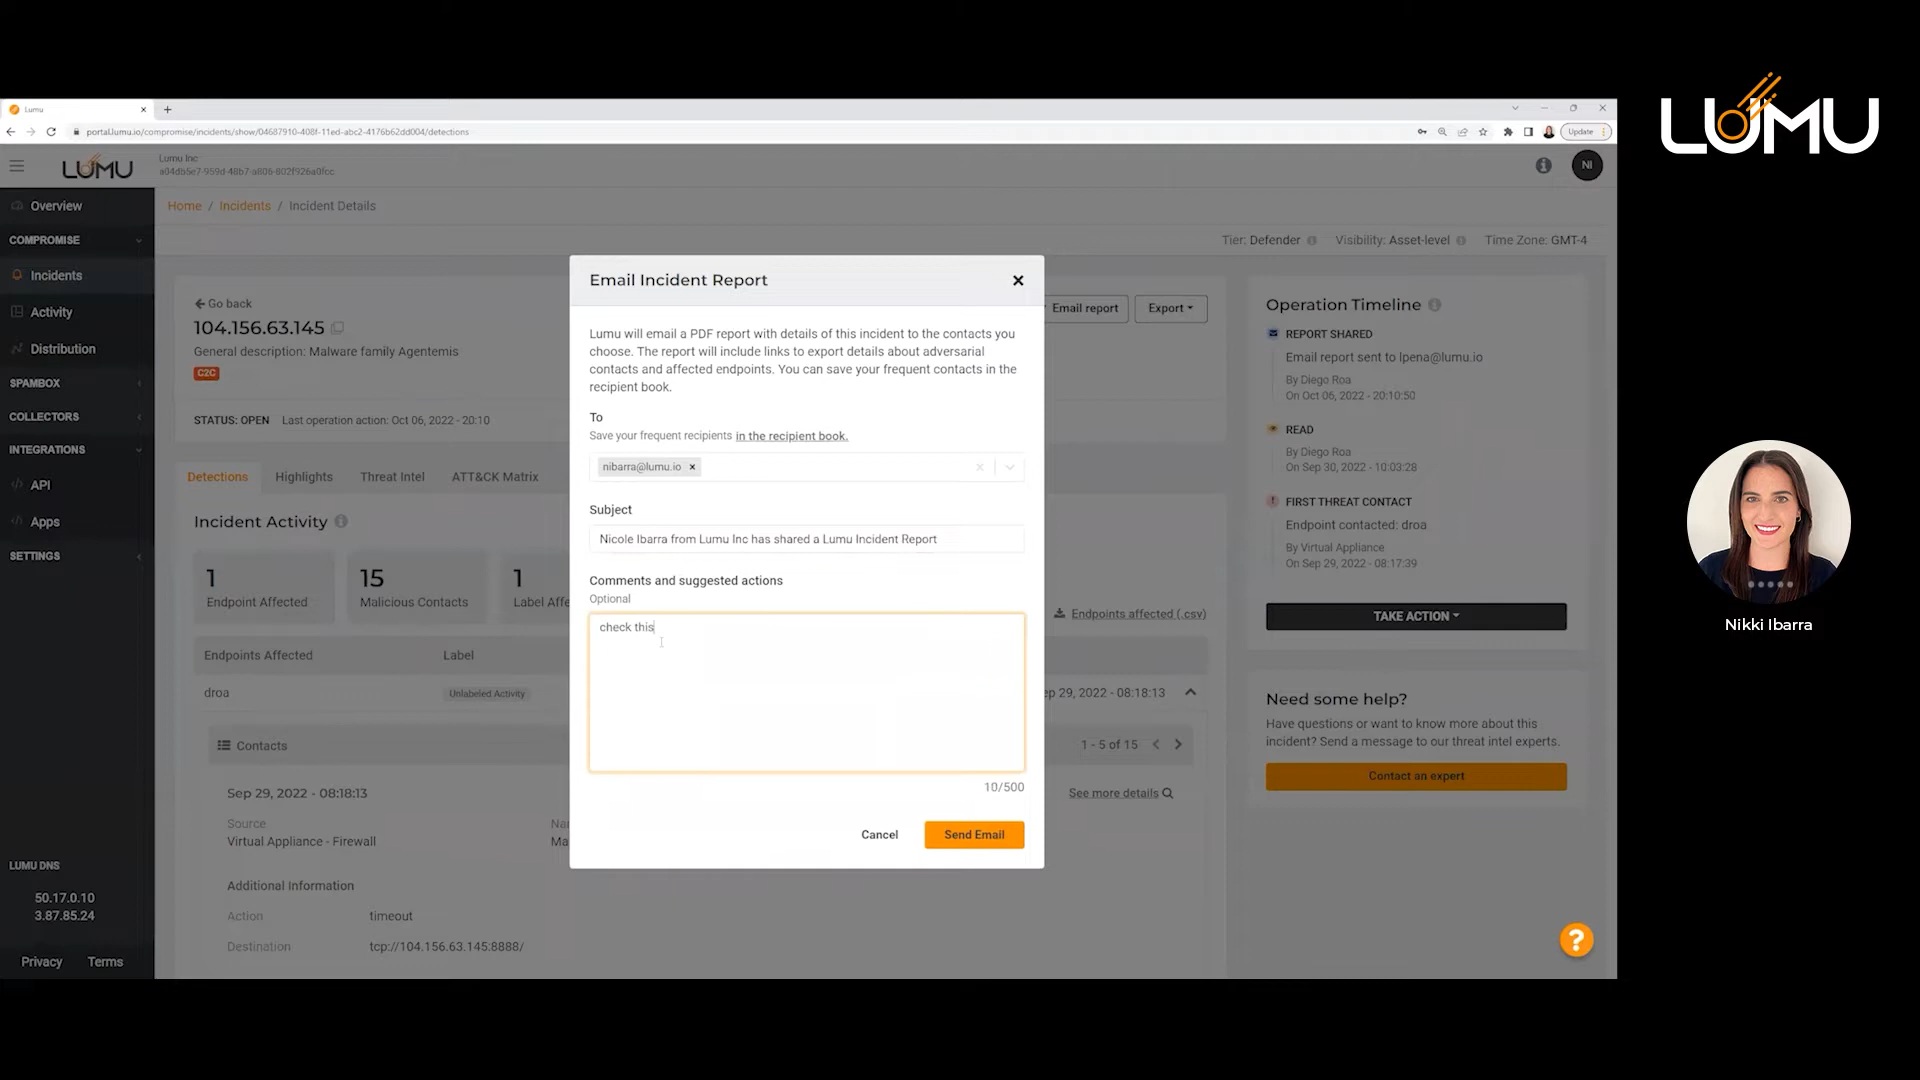 Lumu
portal.lumu.io/compromise/incidents/show/04687910-408f-11ed-abc2-4176b62dd004/detections
Update
LUMU
Lumu Inc
a04db5e7-959d-48b7-a806-802f926a0fcc
NI
Overview
COMPROMISE
Incidents
Activity
Distribution
SPAMBOX
COLLECTORS
INTEGRATIONS
API
Apps
SETTINGS
LUMU DNS
50.17.0.10
3.87.85.24
Privacy Terms
Home / Incidents / Incident Details
Tier: Defender Visibility: Asset-level Time Zone: GMT-4
Go back
104.156.63.145
General description: Malware family Agentemis
C2C
STATUS: OPEN Last operation action: Oct 06, 2022 - 20:10
Email report Export
Detections Highlights Threat Intel ATT&CK Matrix
Incident Activity
1
Endpoint Affected
15
Malicious Contacts
1
Label Affe
Endpoints affected (.csv)
Endpoints Affected Label
droa Unlabeled Activity ep 29, 2022 - 08:18:13
Contacts 1 - 5 of 15
Sep 29, 2022 - 08:18:13 See more details
Source
Virtual Appliance - Firewall
Na
Ma
Additional Information
Action timeout
Destination tcp://104.156.63.145:8888/
Email Incident Report
Lumu will email a PDF report with details of this incident to the contacts you
choose. The report will include links to export details about adversarial
contacts and affected endpoints. You can save your frequent contacts in the
recipient book.
To
Save your frequent recipients in the recipient book.
nibarra@lumu.io
Subject
Nicole Ibarra from Lumu Inc has shared a Lumu Incident Report
Comments and suggested actions
Optional
check this
10/500
Cancel Send Email
Operation Timeline
REPORT SHARED
Email report sent to lpena@lumu.io
By Diego Roa
On Oct 06, 2022 - 20:10:50
READ
By Diego Roa
On Sep 30, 2022 - 10:03:28
FIRST THREAT CONTACT
Endpoint contacted: droa
By Virtual Appliance
On Sep 29, 2022 - 08:17:39
TAKE ACTION
Need some help?
Have questions or want to know more about this
incident? Send a message to our threat intel experts.
Contact an expert
?
LUMU
Nikki Ibarra